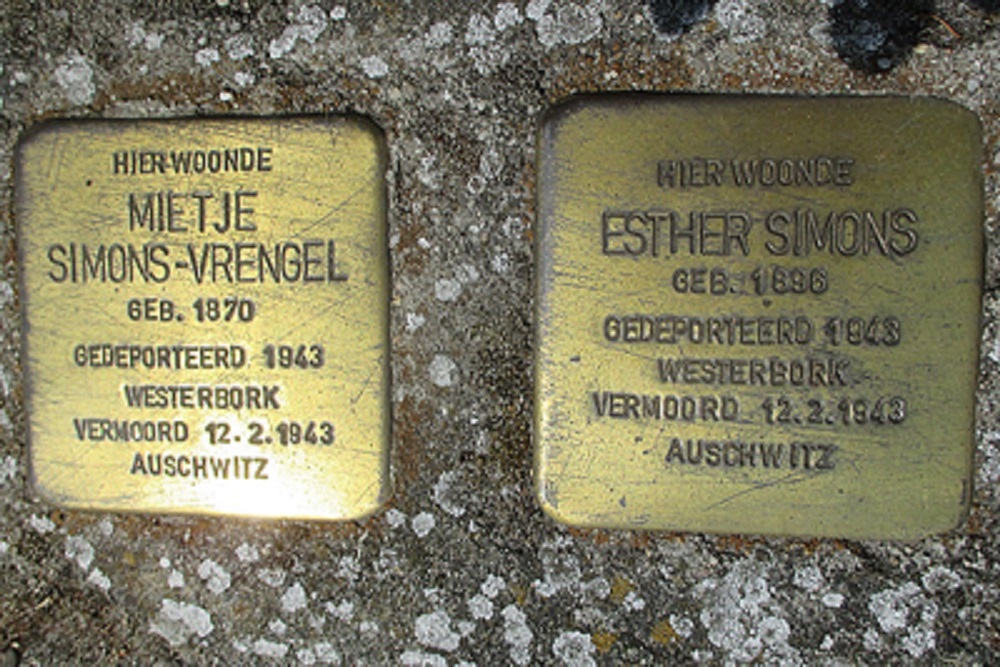 HIER WOONDE
MIETJE
SIMONS-VRENGEL
GEB. 1870
GEDEPORTEERD 1943
WESTERBORK
VERMOORD 12.2.1943
AUSCHWITZ
HIER WOONDE
ESTHER SIMONS
GEB. 1896
GEDEPORTEERD 1943
WESTERBORK
VERMOORD 12.2.1943
AUSCHWITZ